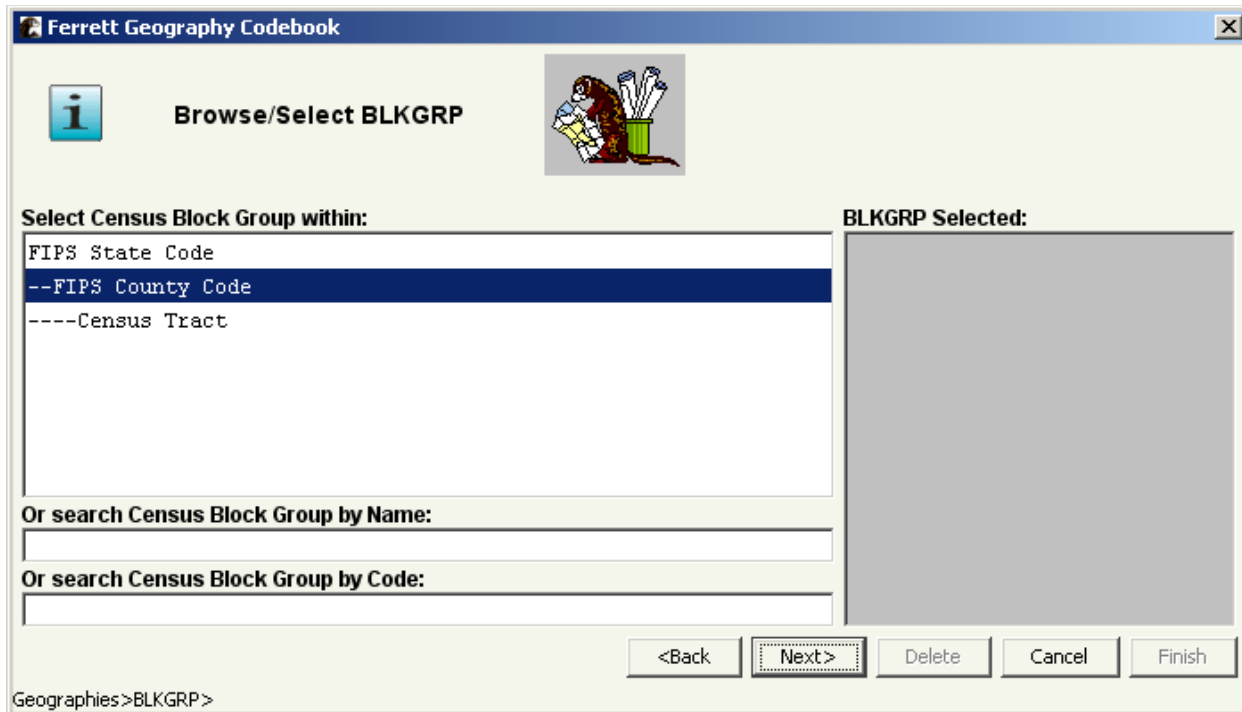 Ferrett Geography Codebook
Browse/Select BLKGRP
Select Census Block Group within:
FIPS State Code
--FIPS County Code
----Census Tract
BLKGRP Selected:
Or search Census Block Group by Name:
Or search Census Block Group by Code:
<Back Next> Delete Cancel Finish
Geographies>BLKGRP>